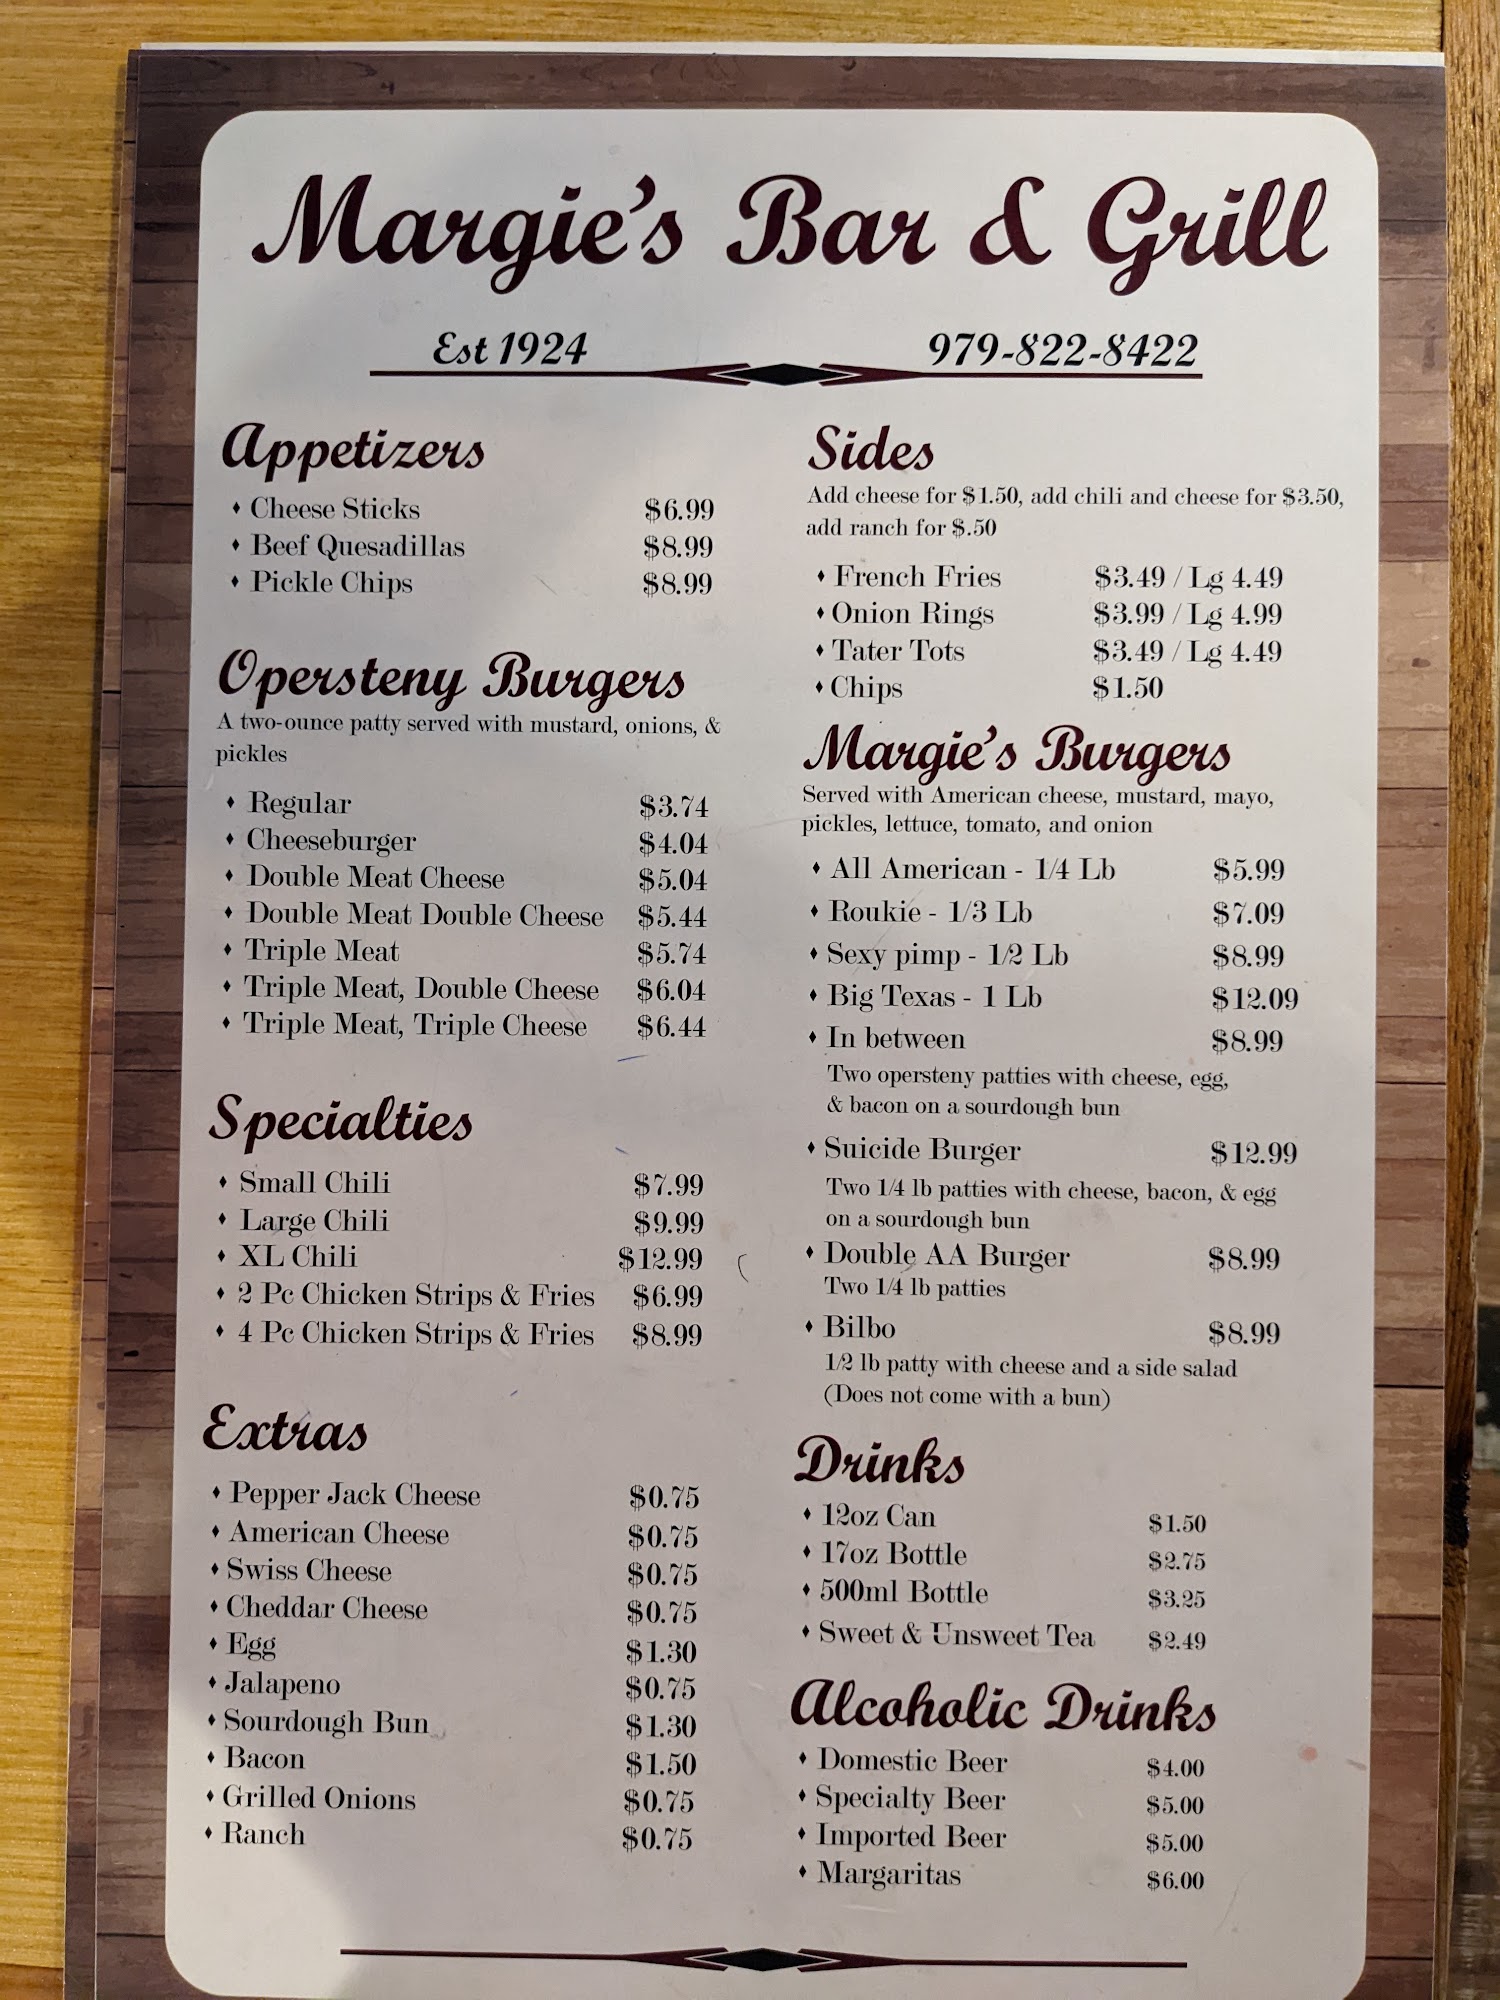 Margie's Bar & Grill
Est 1924
979-822-8422
Appetizers
Cheese Sticks $6.99
Beef Quesadillas $8.99
Pickle Chips $8.99
Opersteny Burgers
A two-ounce patty served with mustard, onions, &
pickles
Regular $3.74
Cheeseburger $4.04
Double Meat Cheese $5.04
Double Meat Double Cheese $5.44
Triple Meat $5.74
Triple Meat, Double Cheese $6.04
Triple Meat, Triple Cheese $6.44
Specialties
Small Chili $7.99
Large Chili $9.99
XL Chili $12.99
2 Pc Chicken Strips & Fries $6.99
4 Pc Chicken Strips & Fries $8.99
Extras
Pepper Jack Cheese $0.75
American Cheese $0.75
Swiss Cheese $0.75
Cheddar Cheese $0.75
Egg $1.30
Jalapeno $0.75
Sourdough Bun $1.30
Bacon $1.50
Grilled Onions $0.75
Ranch $0.75
Sides
Add cheese for $1.50, add chili and cheese for $3.50,
add ranch for $.50
French Fries $3.49 / Lg 4.49
Onion Rings $3.99 / Lg 4.99
Tater Tots $3.49 / Lg 4.49
Chips $1.50
Margie's Burgers
Served with American cheese, mustard, mayo,
pickles, lettuce, tomato, and onion
All American - 1/4 Lb $5.99
Roukie - 1/3 Lb $7.09
Sexy pimp - 1/2 Lb $8.99
Big Texas - 1 Lb $12.09
In between $8.99
Two opersteny patties with cheese, egg,
& bacon on a sourdough bun
Suicide Burger $12.99
Two 1/4 lb patties with cheese, bacon, & egg
on a sourdough bun
Double AA Burger $8.99
Two 1/4 lb patties
Bilbo $8.99
1/2 lb patty with cheese and a side salad
(Does not come with a bun)
Drinks
12oz Can $1.50
17oz Bottle $2.75
500ml Bottle $3.25
Sweet & Unsweet Tea $2.49
Alcoholic Drinks
Domestic Beer $4.00
Specialty Beer $5.00
Imported Beer $5.00
Margaritas $6.00